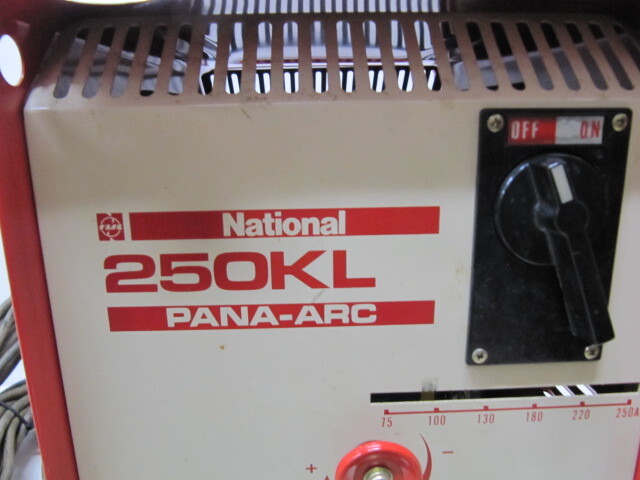 OFF ON
National
250KL
PANA-ARC
75 100 130 180 220 250A
+ −